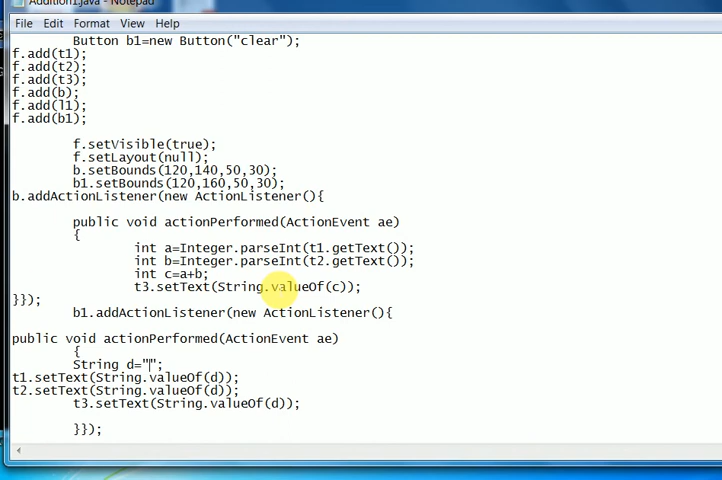 Addition1.java - Notepad
File Edit Format View Help
Button b1=new Button("clear");
f.add(t1);
f.add(t2);
f.add(t3);
f.add(b);
f.add(l1);
f.add(b1);
f.setVisible(true);
f.setLayout(null);
b.setBounds(120,140,50,30);
b1.setBounds(120,160,50,30);
b.addActionListener(new ActionListener(){
public void actionPerformed(ActionEvent ae)
{
int a=Integer.parseInt(t1.getText());
int b=Integer.parseInt(t2.getText());
int c=a+b;
t3.setText(String.valueOf(c));
}});
b1.addActionListener(new ActionListener(){
public void actionPerformed(ActionEvent ae)
{
String d="";
t1.setText(String.valueOf(d));
t2.setText(String.valueOf(d));
t3.setText(String.valueOf(d));
}});